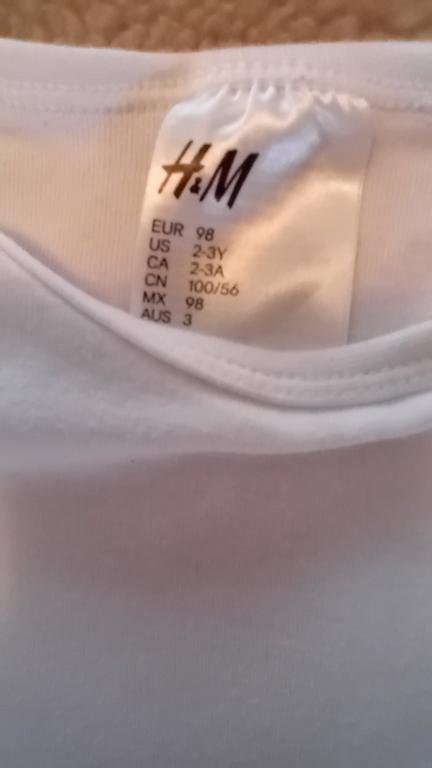 H&M
EUR 98
US 2-3Y
CA 2-3A
CN 100/56
MX 98
AUS 3